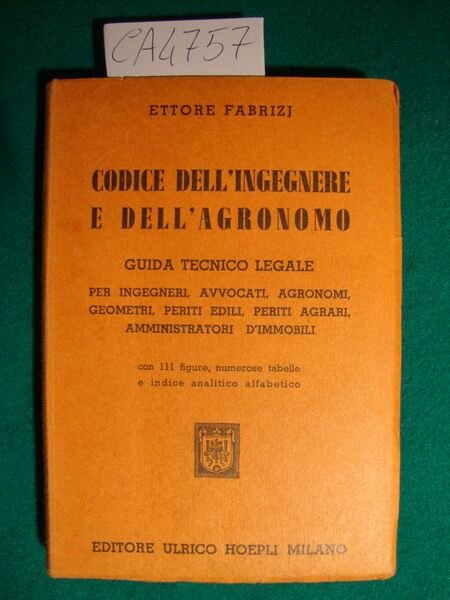 CA4757
ETTORE FABRIZJ
CODICE DELL'INGEGNERE
E DELL'AGRONOMO
GUIDA TECNICO LEGALE
PER INGEGNERI, AVVOCATI, AGRONOMI,
GEOMETRI, PERITI EDILI, PERITI AGRARI,
AMMINISTRATORI D'IMMOBILI
con 111 figure, numerose tabelle
e indice analitico alfabetico
EDITORE ULRICO HOEPLI MILANO